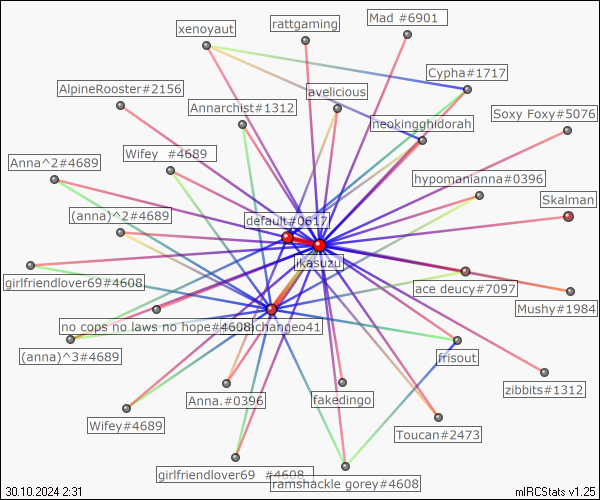 Mad #6901
rattgaming
xenoyaut
Cypha#1717
AlpineRooster#2156
avelicious
Annarchist#1312
Soxy Foxy#5076
neokingghidorah
Wifey  #4689
Anna^2#4689
hypomanianna#0396
Skalman
(anna)^2#4689
default#0617
ikasuzu
girlfriendlover69#4608
ace deucy#7097
Mushy#1984
no cops no laws no hope#4608
changeo41
(anna)^3#4689
frisout
zibbits#1312
Anna.#0396
fakedingo
Wifey#4689
Toucan#2473
girlfriendlover69  #4608
ramshackle gorey#4608
30.10.2024 2:31
mIRCStats v1.25